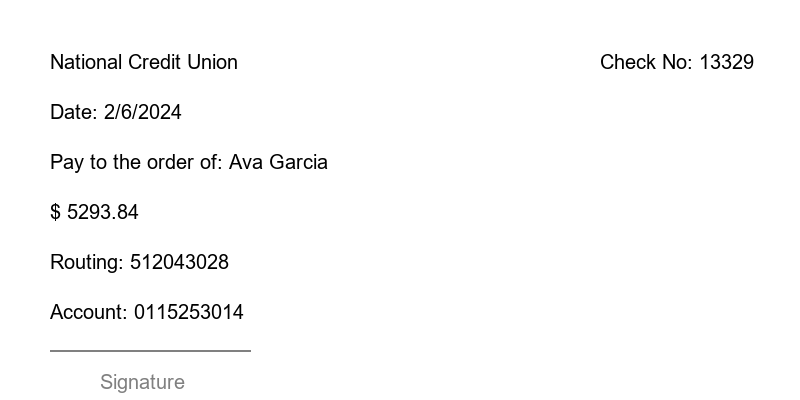 National Credit Union
Check No: 13329
Date: 2/6/2024
Pay to the order of: Ava Garcia
$ 5293.84
Routing: 512043028
Account: 0115253014
Signature